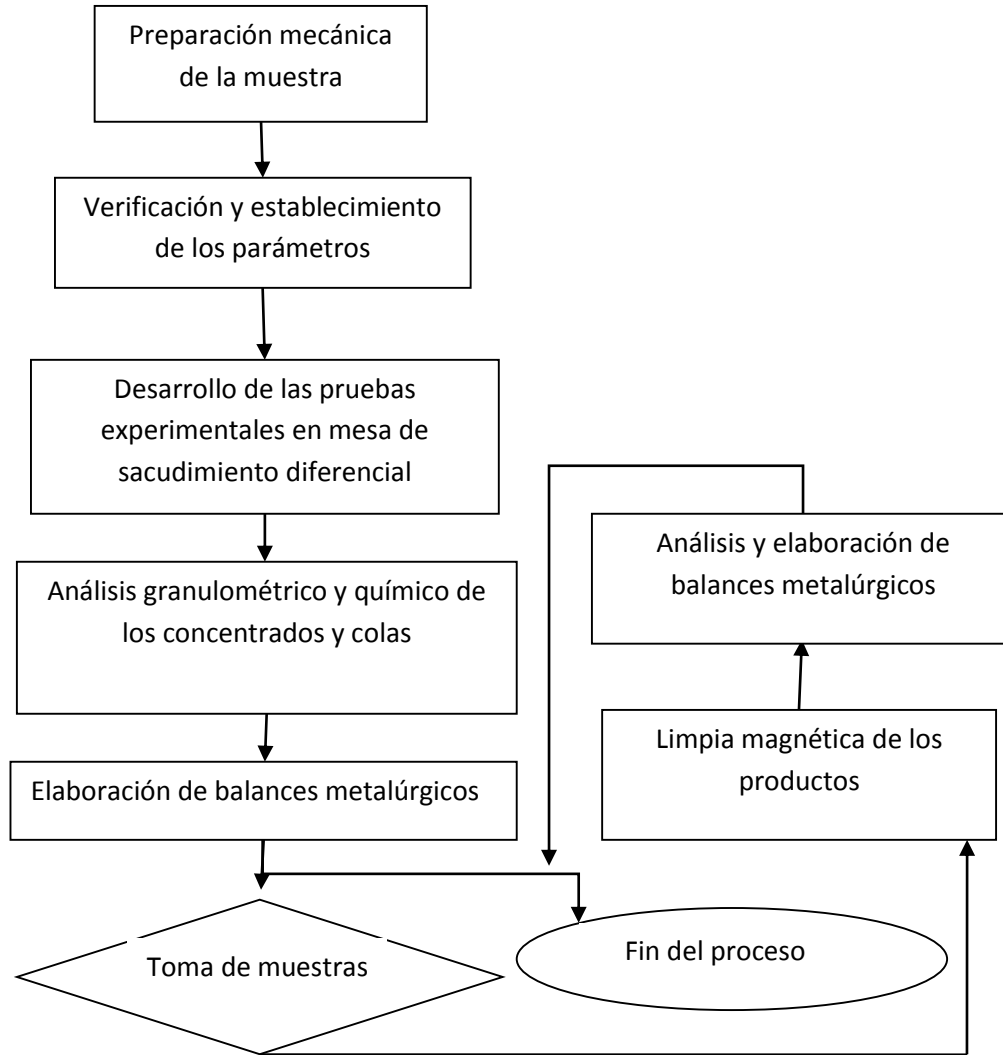 Preparación mecánica
de la muestra
Verificación y establecimiento
de los parámetros
Desarrollo de las pruebas
experimentales en mesa de
sacudimiento diferencial
Análisis granulométrico y químico de
los concentrados y colas
Elaboración de balances metalúrgicos
Toma de muestras
Fin del proceso
Análisis y elaboración de
balances metalúrgicos
Limpia magnética de los
productos